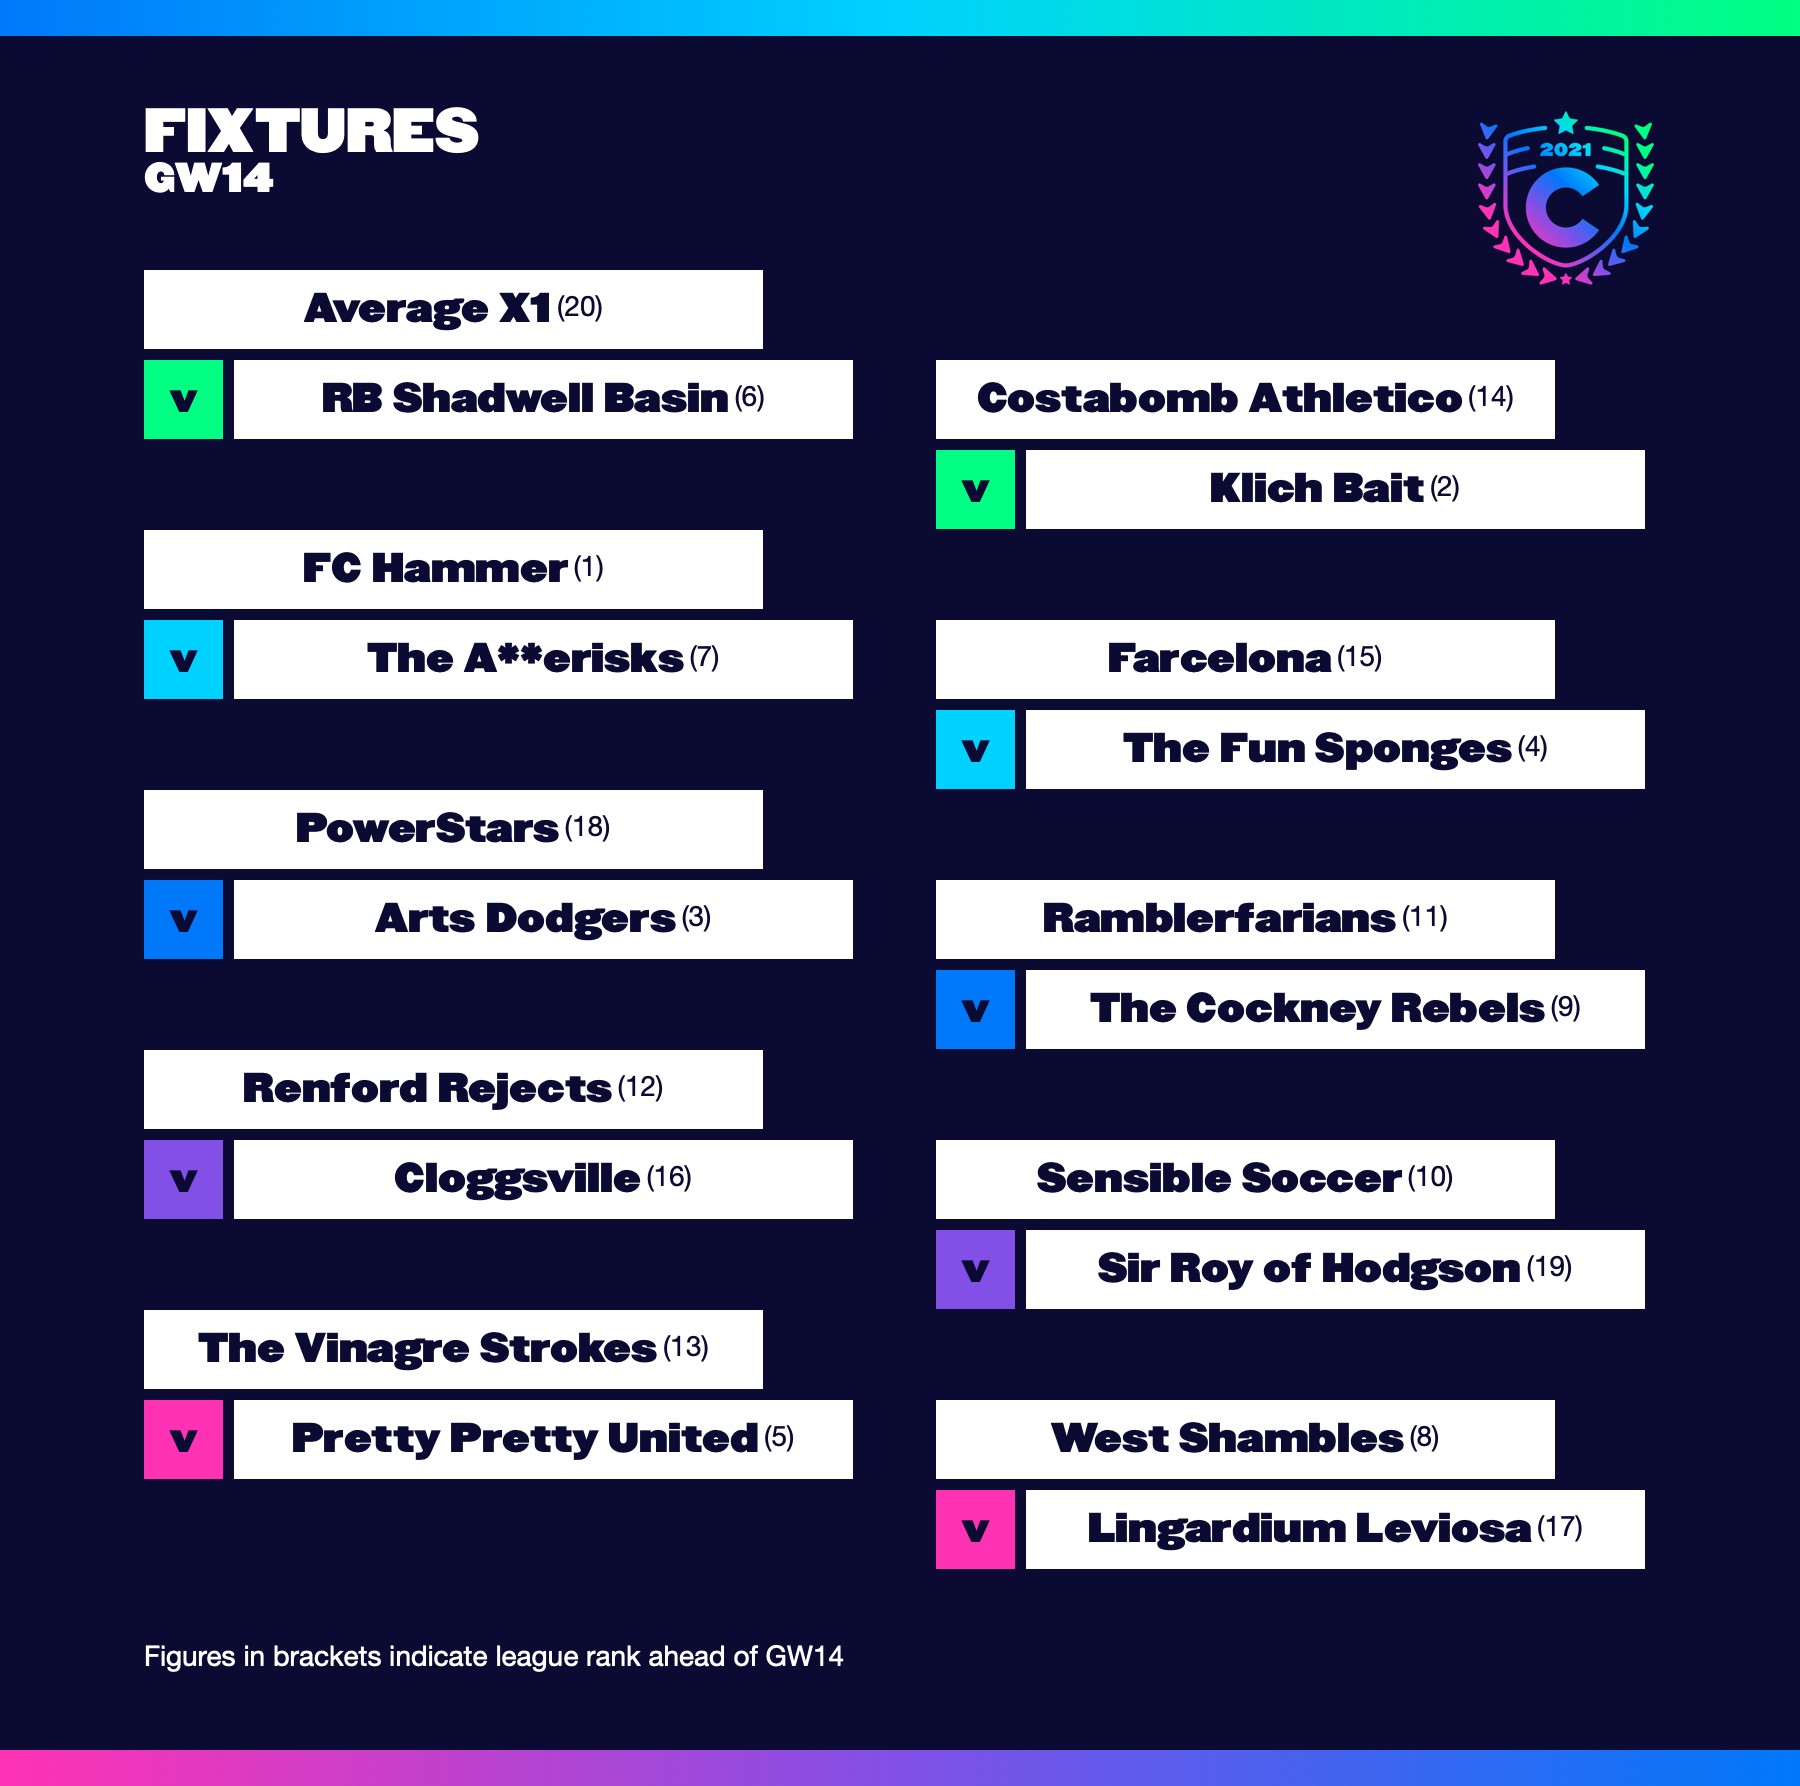 FIXTURES
GW14
2021
C
Average X1 (20)
v RB Shadwell Basin (6)
Costabomb Athletico (14)
v Klich Bait (2)
FC Hammer (1)
v The A**erisks (7)
Farcelona (15)
v The Fun Sponges (4)
PowerStars (18)
v Arts Dodgers (3)
Ramblerfarians (11)
v The Cockney Rebels (9)
Renford Rejects (12)
v Cloggsville (16)
Sensible Soccer (10)
v Sir Roy of Hodgson (19)
The Vinagre Strokes (13)
v Pretty Pretty United (5)
West Shambles (8)
v Lingardium Leviosa (17)
Figures in brackets indicate league rank ahead of GW14